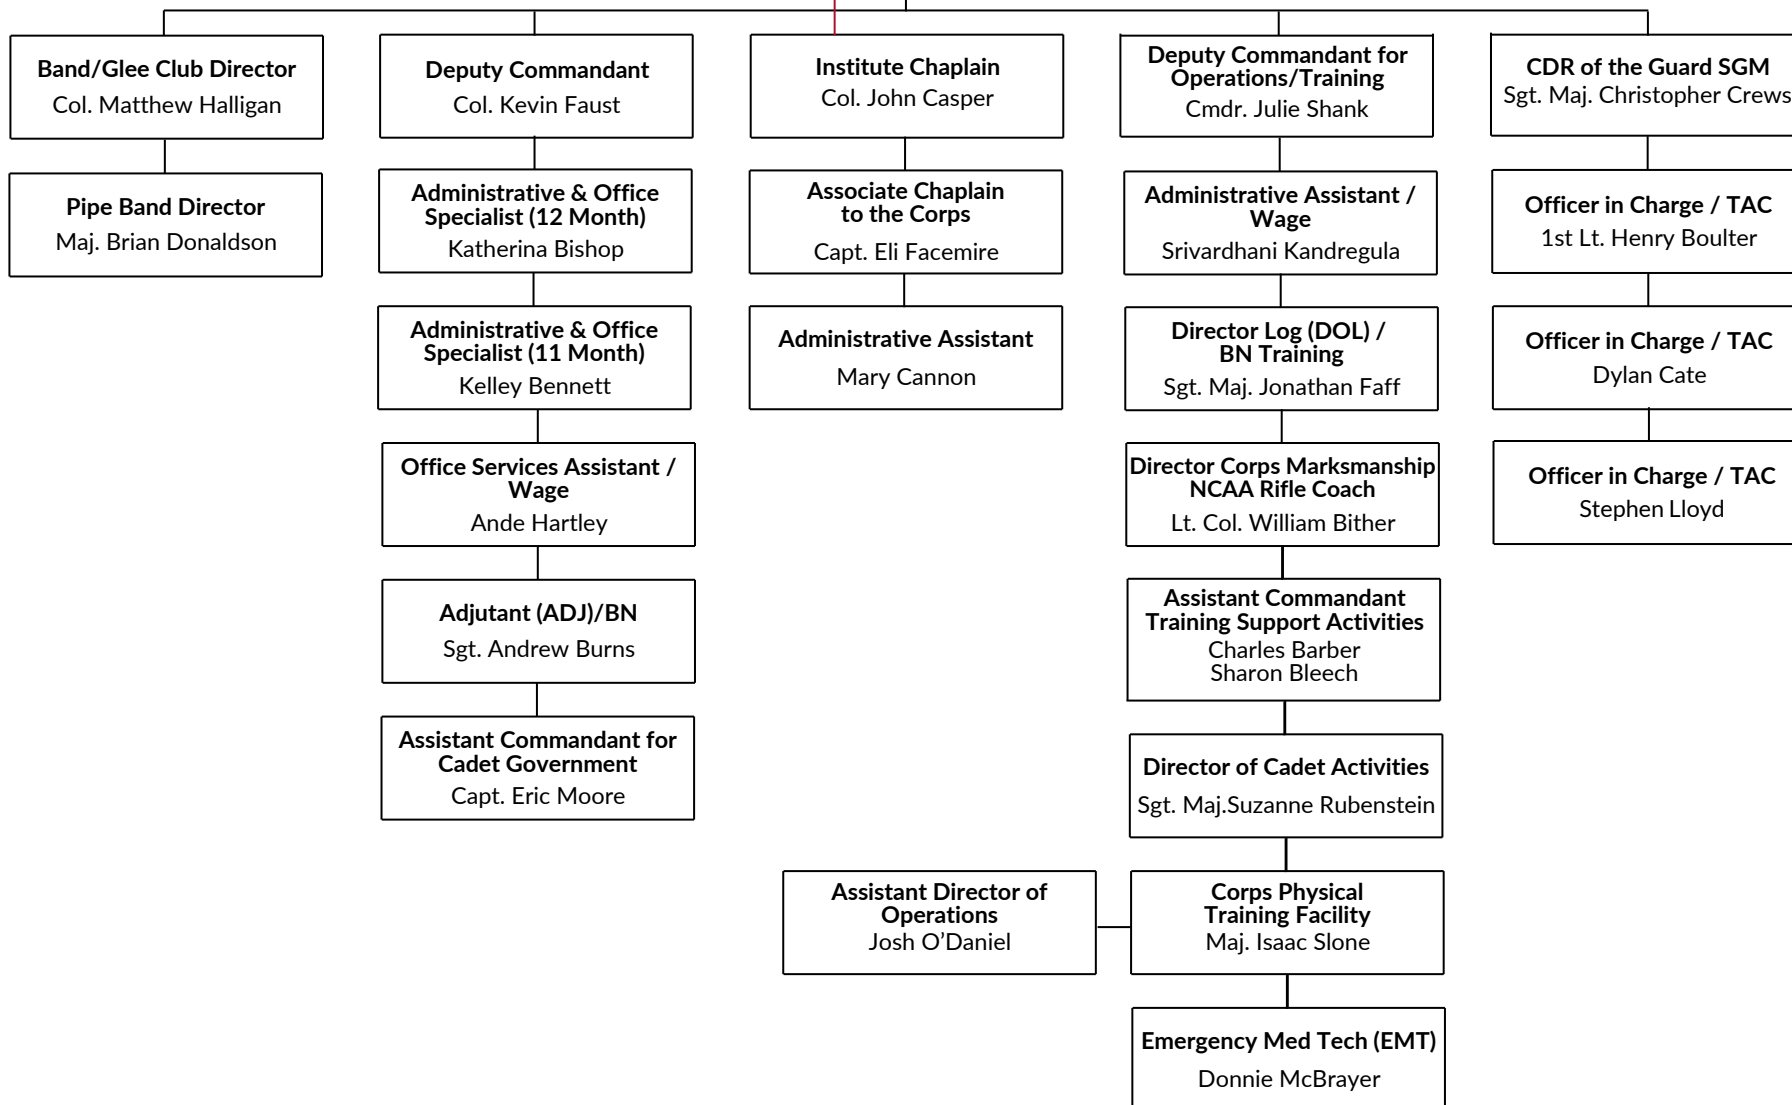 Band/Glee Club Director
Col. Matthew Halligan
Pipe Band Director
Maj. Brian Donaldson
Deputy Commandant
Col. Kevin Faust
Administrative & Office
Specialist (12 Month)
Katherina Bishop
Administrative & Office
Specialist (11 Month)
Kelley Bennett
Office Services Assistant /
Wage
Ande Hartley
Adjutant (ADJ)/BN
Sgt. Andrew Burns
Assistant Commandant for
Cadet Government
Capt. Eric Moore
Institute Chaplain
Col. John Casper
Associate Chaplain
to the Corps
Capt. Eli Facemire
Administrative Assistant
Mary Cannon
Deputy Commandant for
Operations/Training
Cmdr. Julie Shank
Administrative Assistant /
Wage
Srivardhani Kandregula
Director Log (DOL) /
BN Training
Sgt. Maj. Jonathan Faff
Director Corps Marksmanship
NCAA Rifle Coach
Lt. Col. William Bither
Assistant Commandant
Training Support Activities
Charles Barber
Sharon Bleech
Director of Cadet Activities
Sgt. Maj.Suzanne Rubenstein
Corps Physical
Training Facility
Maj. Isaac Slone
Assistant Director of
Operations
Josh O’Daniel
Emergency Med Tech (EMT)
Donnie McBrayer
CDR of the Guard SGM
Sgt. Maj. Christopher Crews
Officer in Charge / TAC
1st Lt. Henry Boulter
Officer in Charge / TAC
Dylan Cate
Officer in Charge / TAC
Stephen Lloyd